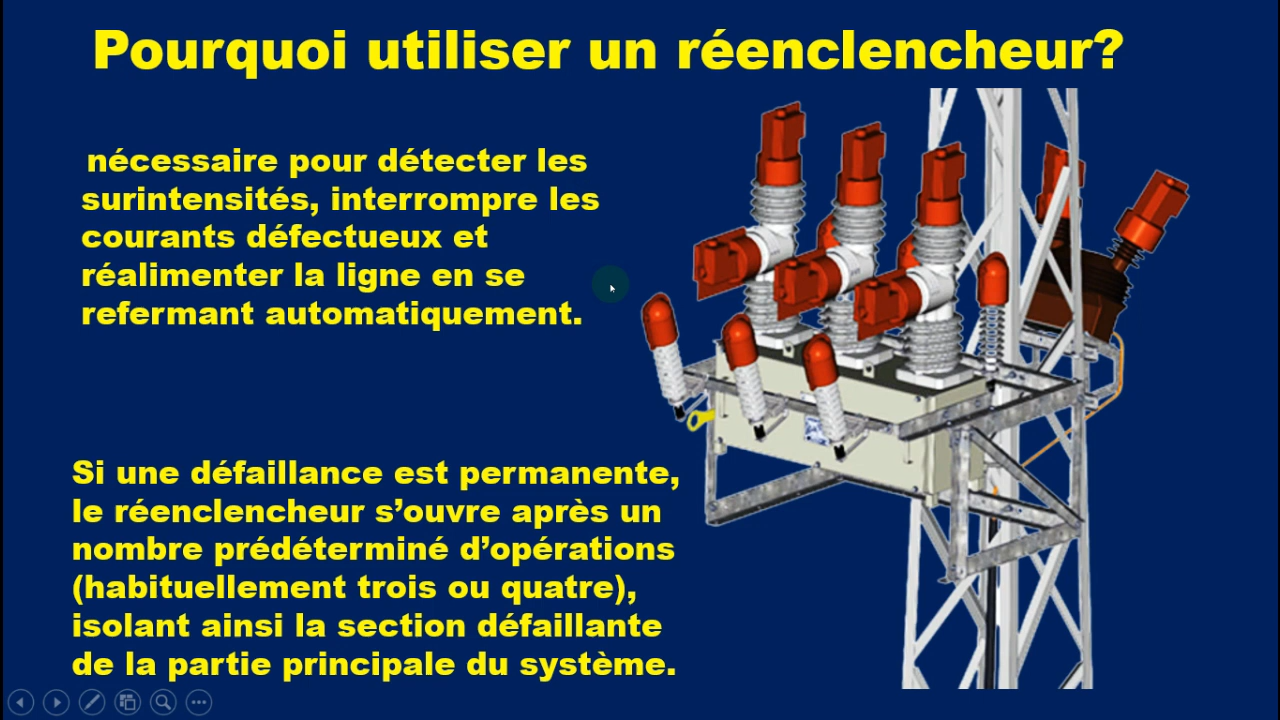 Pourquoi utiliser un réenclencheur?
nécessaire pour détecter les
surintensités, interrompre les
courants défectueux et
réalimenter la ligne en se
refermant automatiquement.
Si une défaillance est permanente,
le réenclencheur s’ouvre après un
nombre prédéterminé d’opérations
(habituellement trois ou quatre),
isolant ainsi la section défaillante
de la partie principale du système.